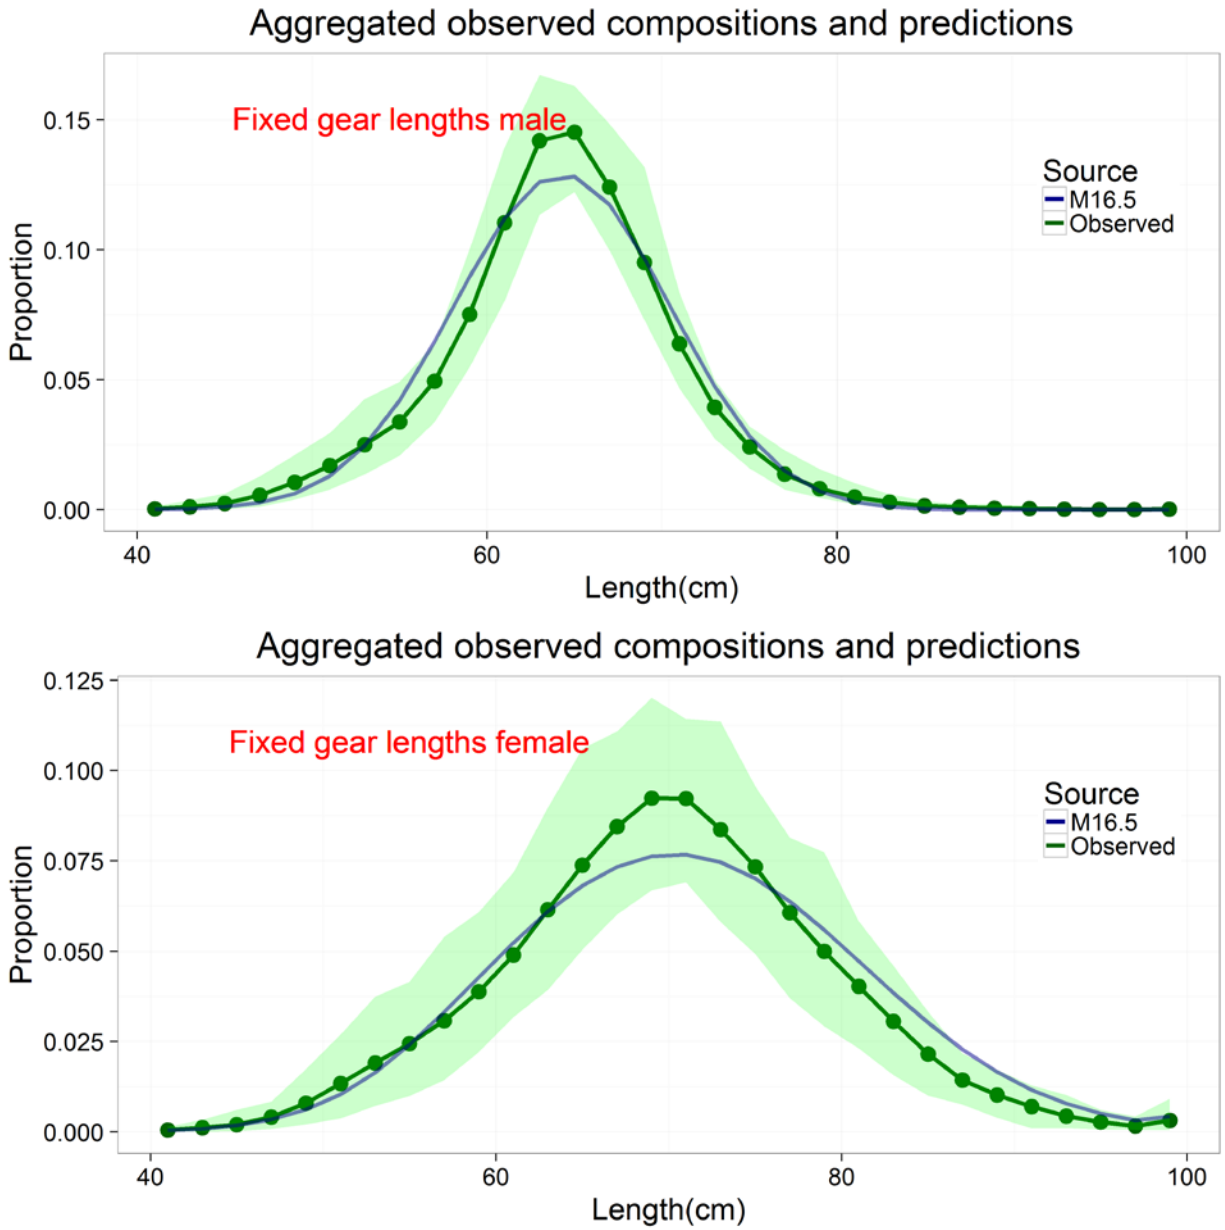 Aggregated observed compositions and predictions
Fixed gear lengths male
0.15
0.10
0.05
0.00
Proportion
Source
M16.5
Observed
40
60
80
100
Length(cm)
Aggregated observed compositions and predictions
Fixed gear lengths female
0.125
0.100
0.075
0.050
0.025
0.000
Proportion
Source
M16.5
Observed
40
60
80
100
Length(cm)